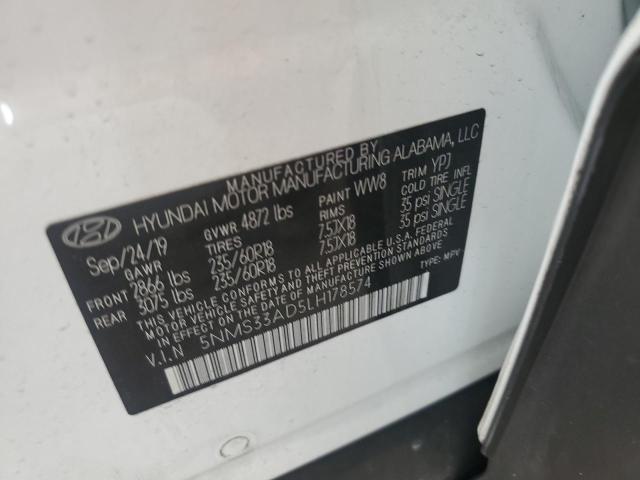 MANUFACTURED BY
HYUNDAI MOTOR MANUFACTURING ALABAMA, LLC
Sep/24/19 GVWR 4872 lbs PAINT WW8 TRIM YPJ
GAWR TIRES RIMS COLD TIRE INFL
FRONT 2866 lbs 235/60R18 7.5JX18 35 psi SINGLE
REAR 3075 lbs 235/60R18 7.5JX18 35 psi SINGLE
THIS VEHICLE CONFORMS TO ALL APPLICABLE U.S.A. FEDERAL
MOTOR VEHICLE SAFETY AND THEFT PREVENTION STANDARDS
IN EFFECT ON THE DATE OF MANUFACTURE SHOWN ABOVE.
V.I.N 5NMS33AD5LH178574 TYPE: MPV